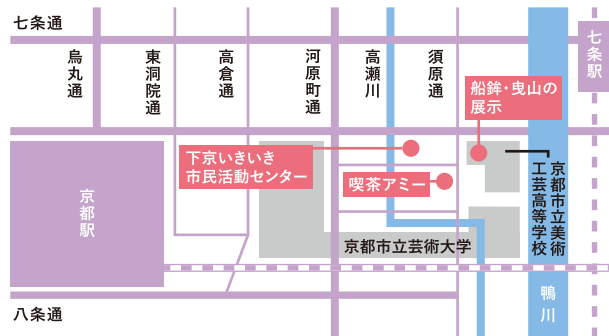 七条通
烏丸通
東洞院通
高倉通
河原町通
高瀬川
須原通
七条駅
船鉾・曳山の
展示
下京いきいき
市民活動センター
喫茶アミー
京都市立美術
工芸高等学校
京都駅
京都市立芸術大学
鴨川
八条通